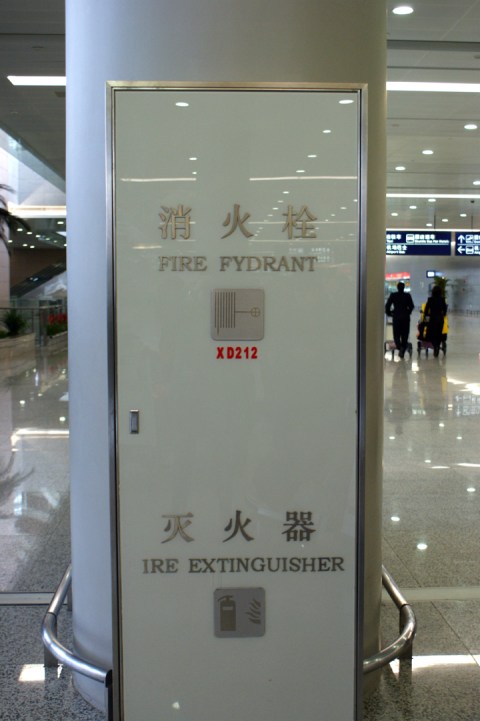 消火栓
FIRE FYDRANT
XD212
灭火器
IRE EXTINGUISHER